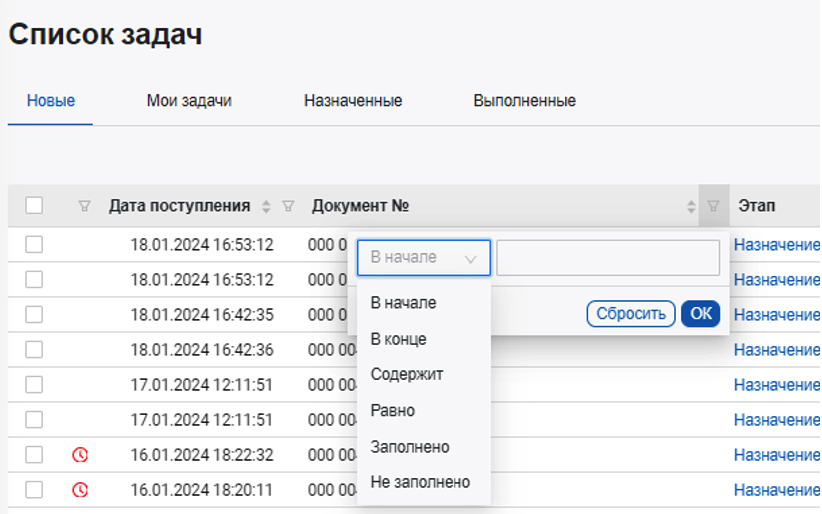 Список задач
Новые Мои задачи Назначенные Выполненные
Дата поступления Документ № Этап
18.01.2024 16:53:12 000 0 Назначение
В начале
18.01.2024 16:53:12 000 0 Назначение
В начале
18.01.2024 16:42:35 000 0 Сбросить ОК Назначение
В конце
18.01.2024 16:42:36 000 00 Назначение
Содержит
17.01.2024 12:11:51 000 00 Назначение
Равно
17.01.2024 12:11:51 000 00 Назначение
Заполнено
16.01.2024 18:22:32 000 00 Назначение
Не заполнено
16.01.2024 18:20:11 000 00 Назначение